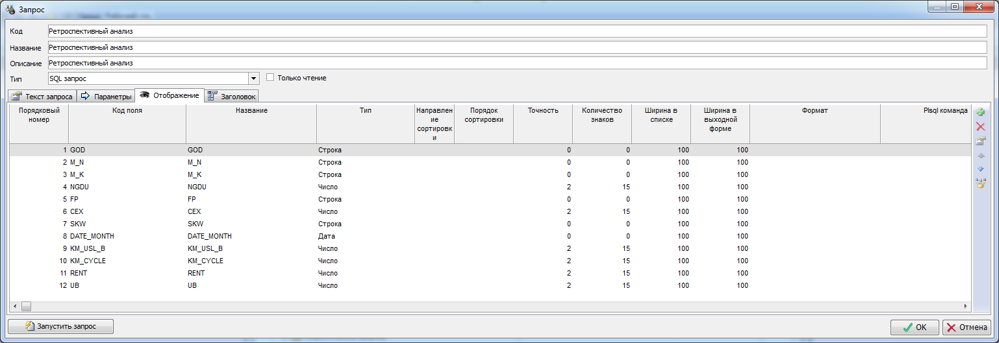 Запрос
Код Ретроспективный анализ
Название Ретроспективный анализ
Описание Ретроспективный анализ
Тип SQL запрос Только чтение
Текст запроса Параметры Отображение Заголовок
Порядковый номер Код поля Название Тип Направление сортировки Порядок сортировки Точность Количество знаков Ширина в списке Ширина в выходной форме Формат Plsql команда
1 GOD GOD Строка 0 0 100 100
2 M_N M_N Строка 0 0 100 100
3 M_K M_K Строка 0 0 100 100
4 NGDU NGDU Число 2 15 100 100
5 FP FP Строка 0 0 100 100
6 CEX CEX Число 2 15 100 100
7 SKW SKW Строка 0 0 100 100
8 DATE_MONTH DATE_MONTH Дата 0 0 100 100
9 KM_USL_B KM_USL_B Число 2 15 100 100
10 KM_CYCLE KM_CYCLE Число 2 15 100 100
11 RENT RENT Число 2 15 100 100
12 UB UB Число 2 15 100 100
Запустить запрос OK Отмена